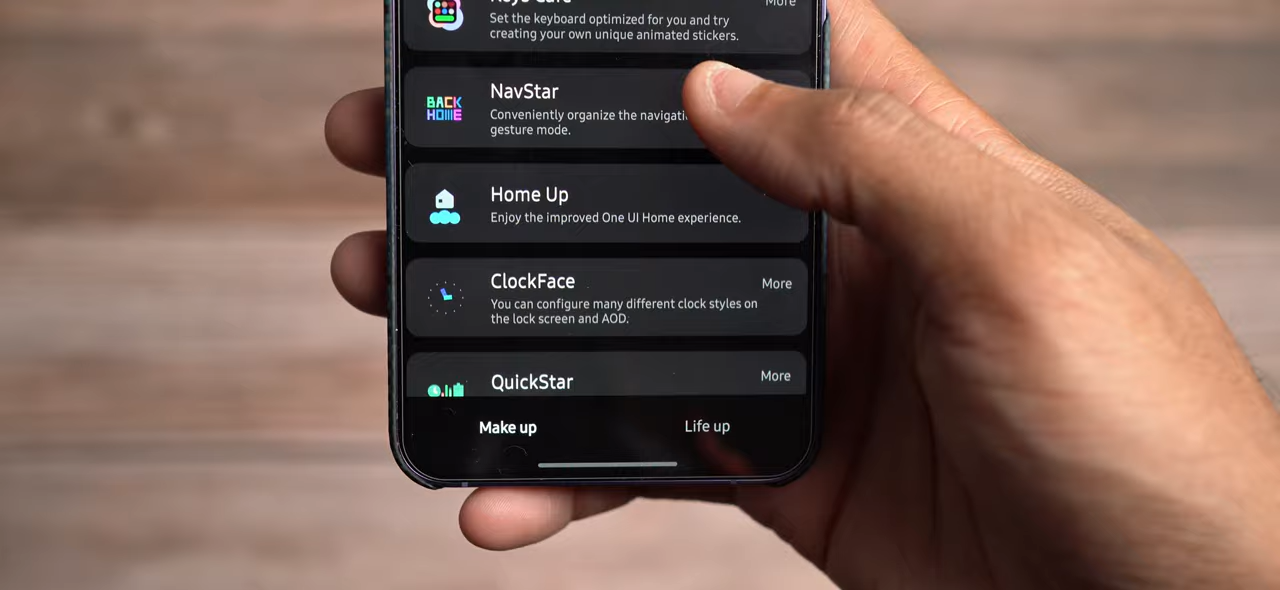 Keys Cafe
More
Set the keyboard optimized for you and try
creating your own unique animated stickers.
BACK
HOME
NavStar
Conveniently organize the
gesture mode.
Home Up
Enjoy the improved One UI Home experience.
ClockFace
More
You can configure many different clock styles on
the lock screen and AOD.
QuickStar
More
Make up
Life up